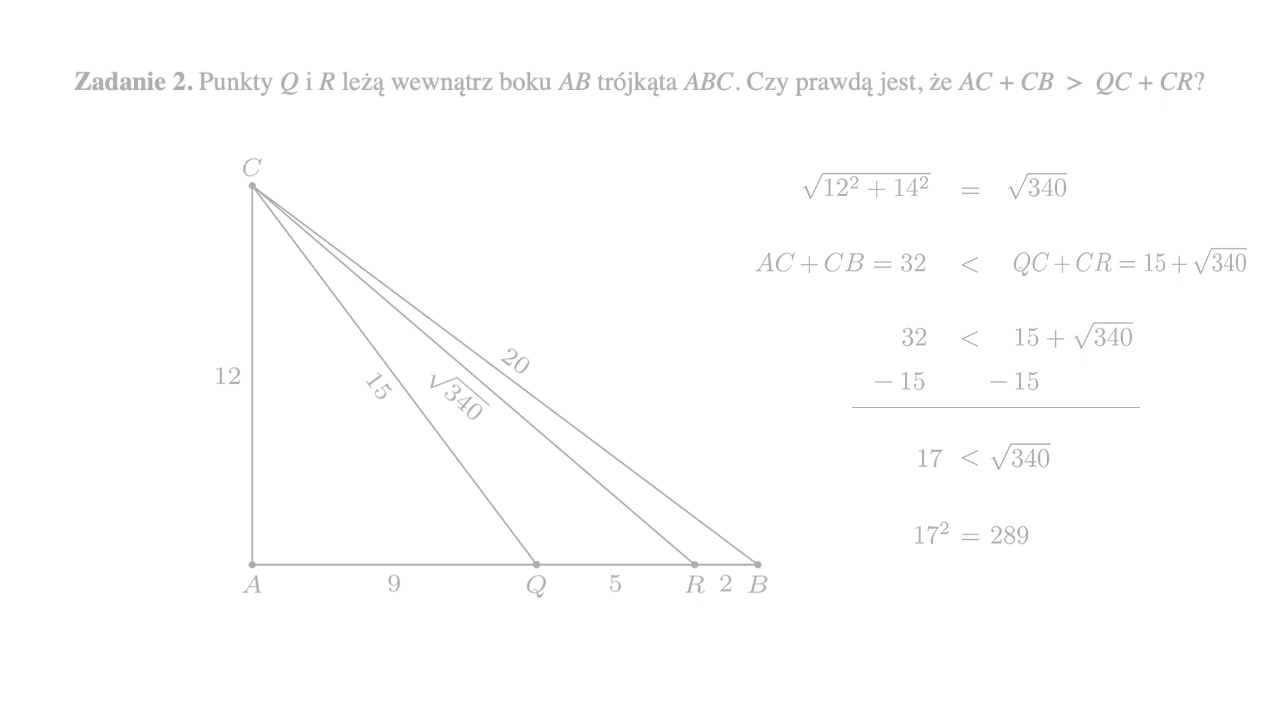 Zadanie 2. Punkty Q i R leżą wewnątrz boku AB trójkąta ABC. Czy prawdą jest, że AC + CB > QC + CR?
C
12
15
√340
20
A 9 Q 5 R 2 B
√12² + 14² = √340
AC + CB = 32 < QC + CR = 15 + √340
32 < 15 + √340
− 15 − 15
17 < √340
17² = 289